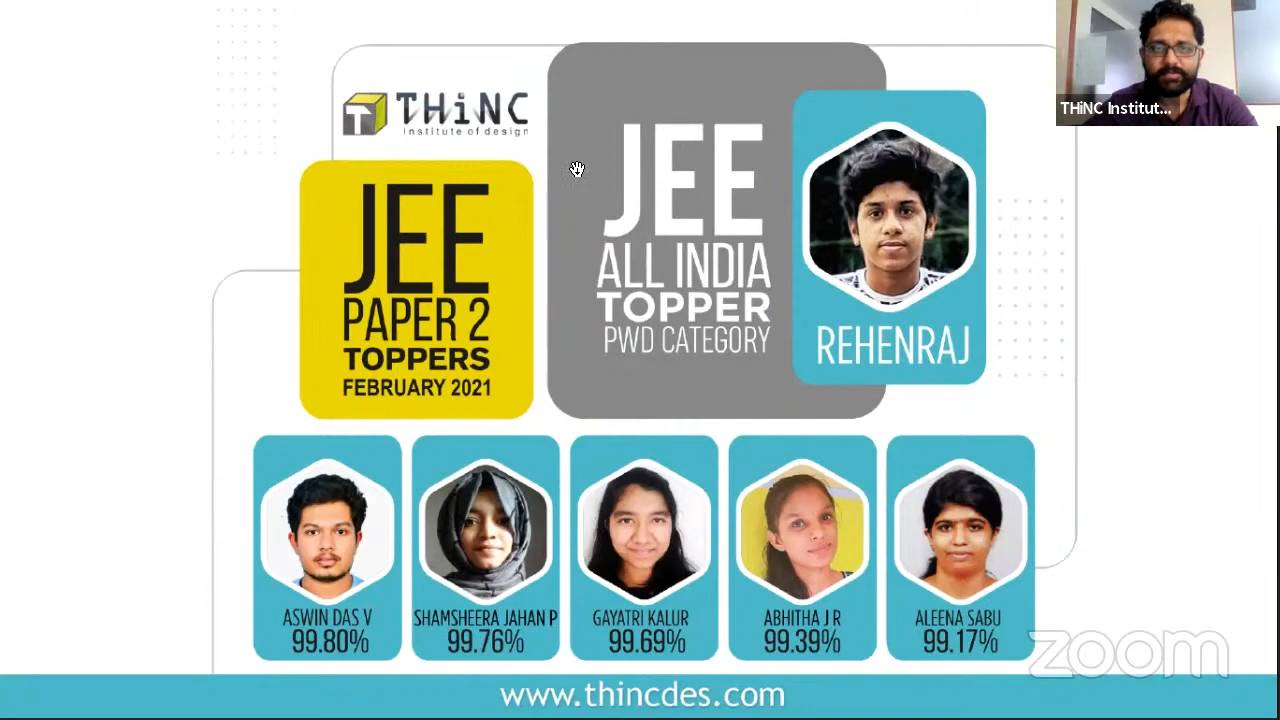 THiNC Institut...
THiNC
institute of design
JEE
PAPER 2
TOPPERS
FEBRUARY 2021
JEE
ALL INDIA
TOPPER
PWD CATEGORY
REHENRAJ
ASWIN DAS V
99.80%
SHAMSHEERA JAHAN P
99.76%
GAYATRI KALUR
99.69%
ABHITHA J R
99.39%
ALEENA SABU
99.17%
zoom
www.thincdes.com